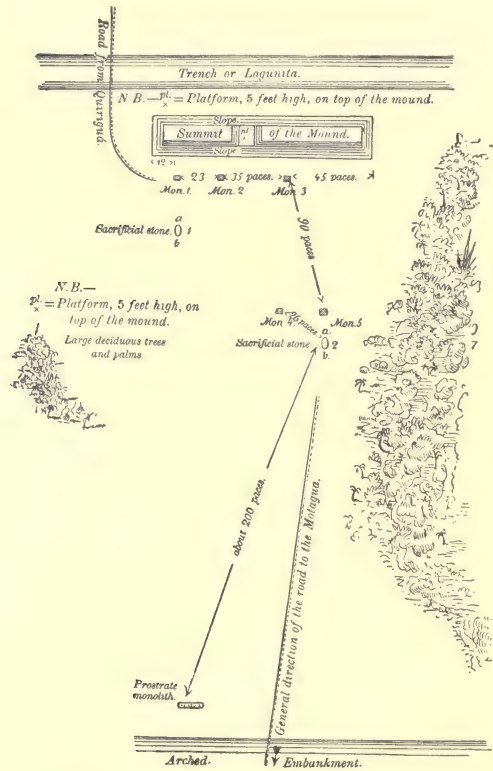 Road from Quirigua.
Trench or Lagunita.
N.B.—pl. x = Platform, 5 feet high, on top of the mound.
Slope.
Summit pl. x of the Mound.
Slope
<12>
23 35 paces. 45 paces.
Mon. 1 Mon. 2 Mon. 3
90 paces
a
Sacrificial stone. 1
b
N.B.—
pl. x = Platform, 5 feet high, on
top of the mound.
Large deciduous trees
and palms.
Mon. 4 Mon. 5
paces
a
Sacrificial stone 2
b.
about 200 paces.
General direction of the road to the Motagua.
Prostrate
monolith.
Arched. Embankment.